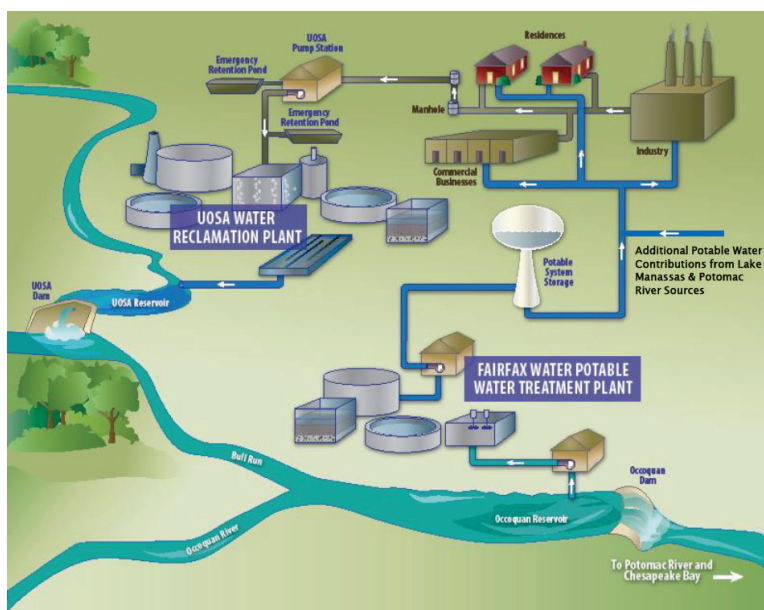 UOSA
Pump Station
Residences
Emergency
Retention Pond
Manhole
Emergency
Retention Pond
Industry
Commercial
Businesses
UOSA WATER
RECLAMATION PLANT
Additional Potable Water
Contributions from Lake
Manassas & Potomac
River Sources
Potable
System
Storage
UOSA
Dam
UOSA Reservoir
FAIRFAX WATER POTABLE
WATER TREATMENT PLANT
Bull Run
Occoquan
Dam
Occoquan Reservoir
Occoquan River
To Potomac River and
Chesapeake Bay